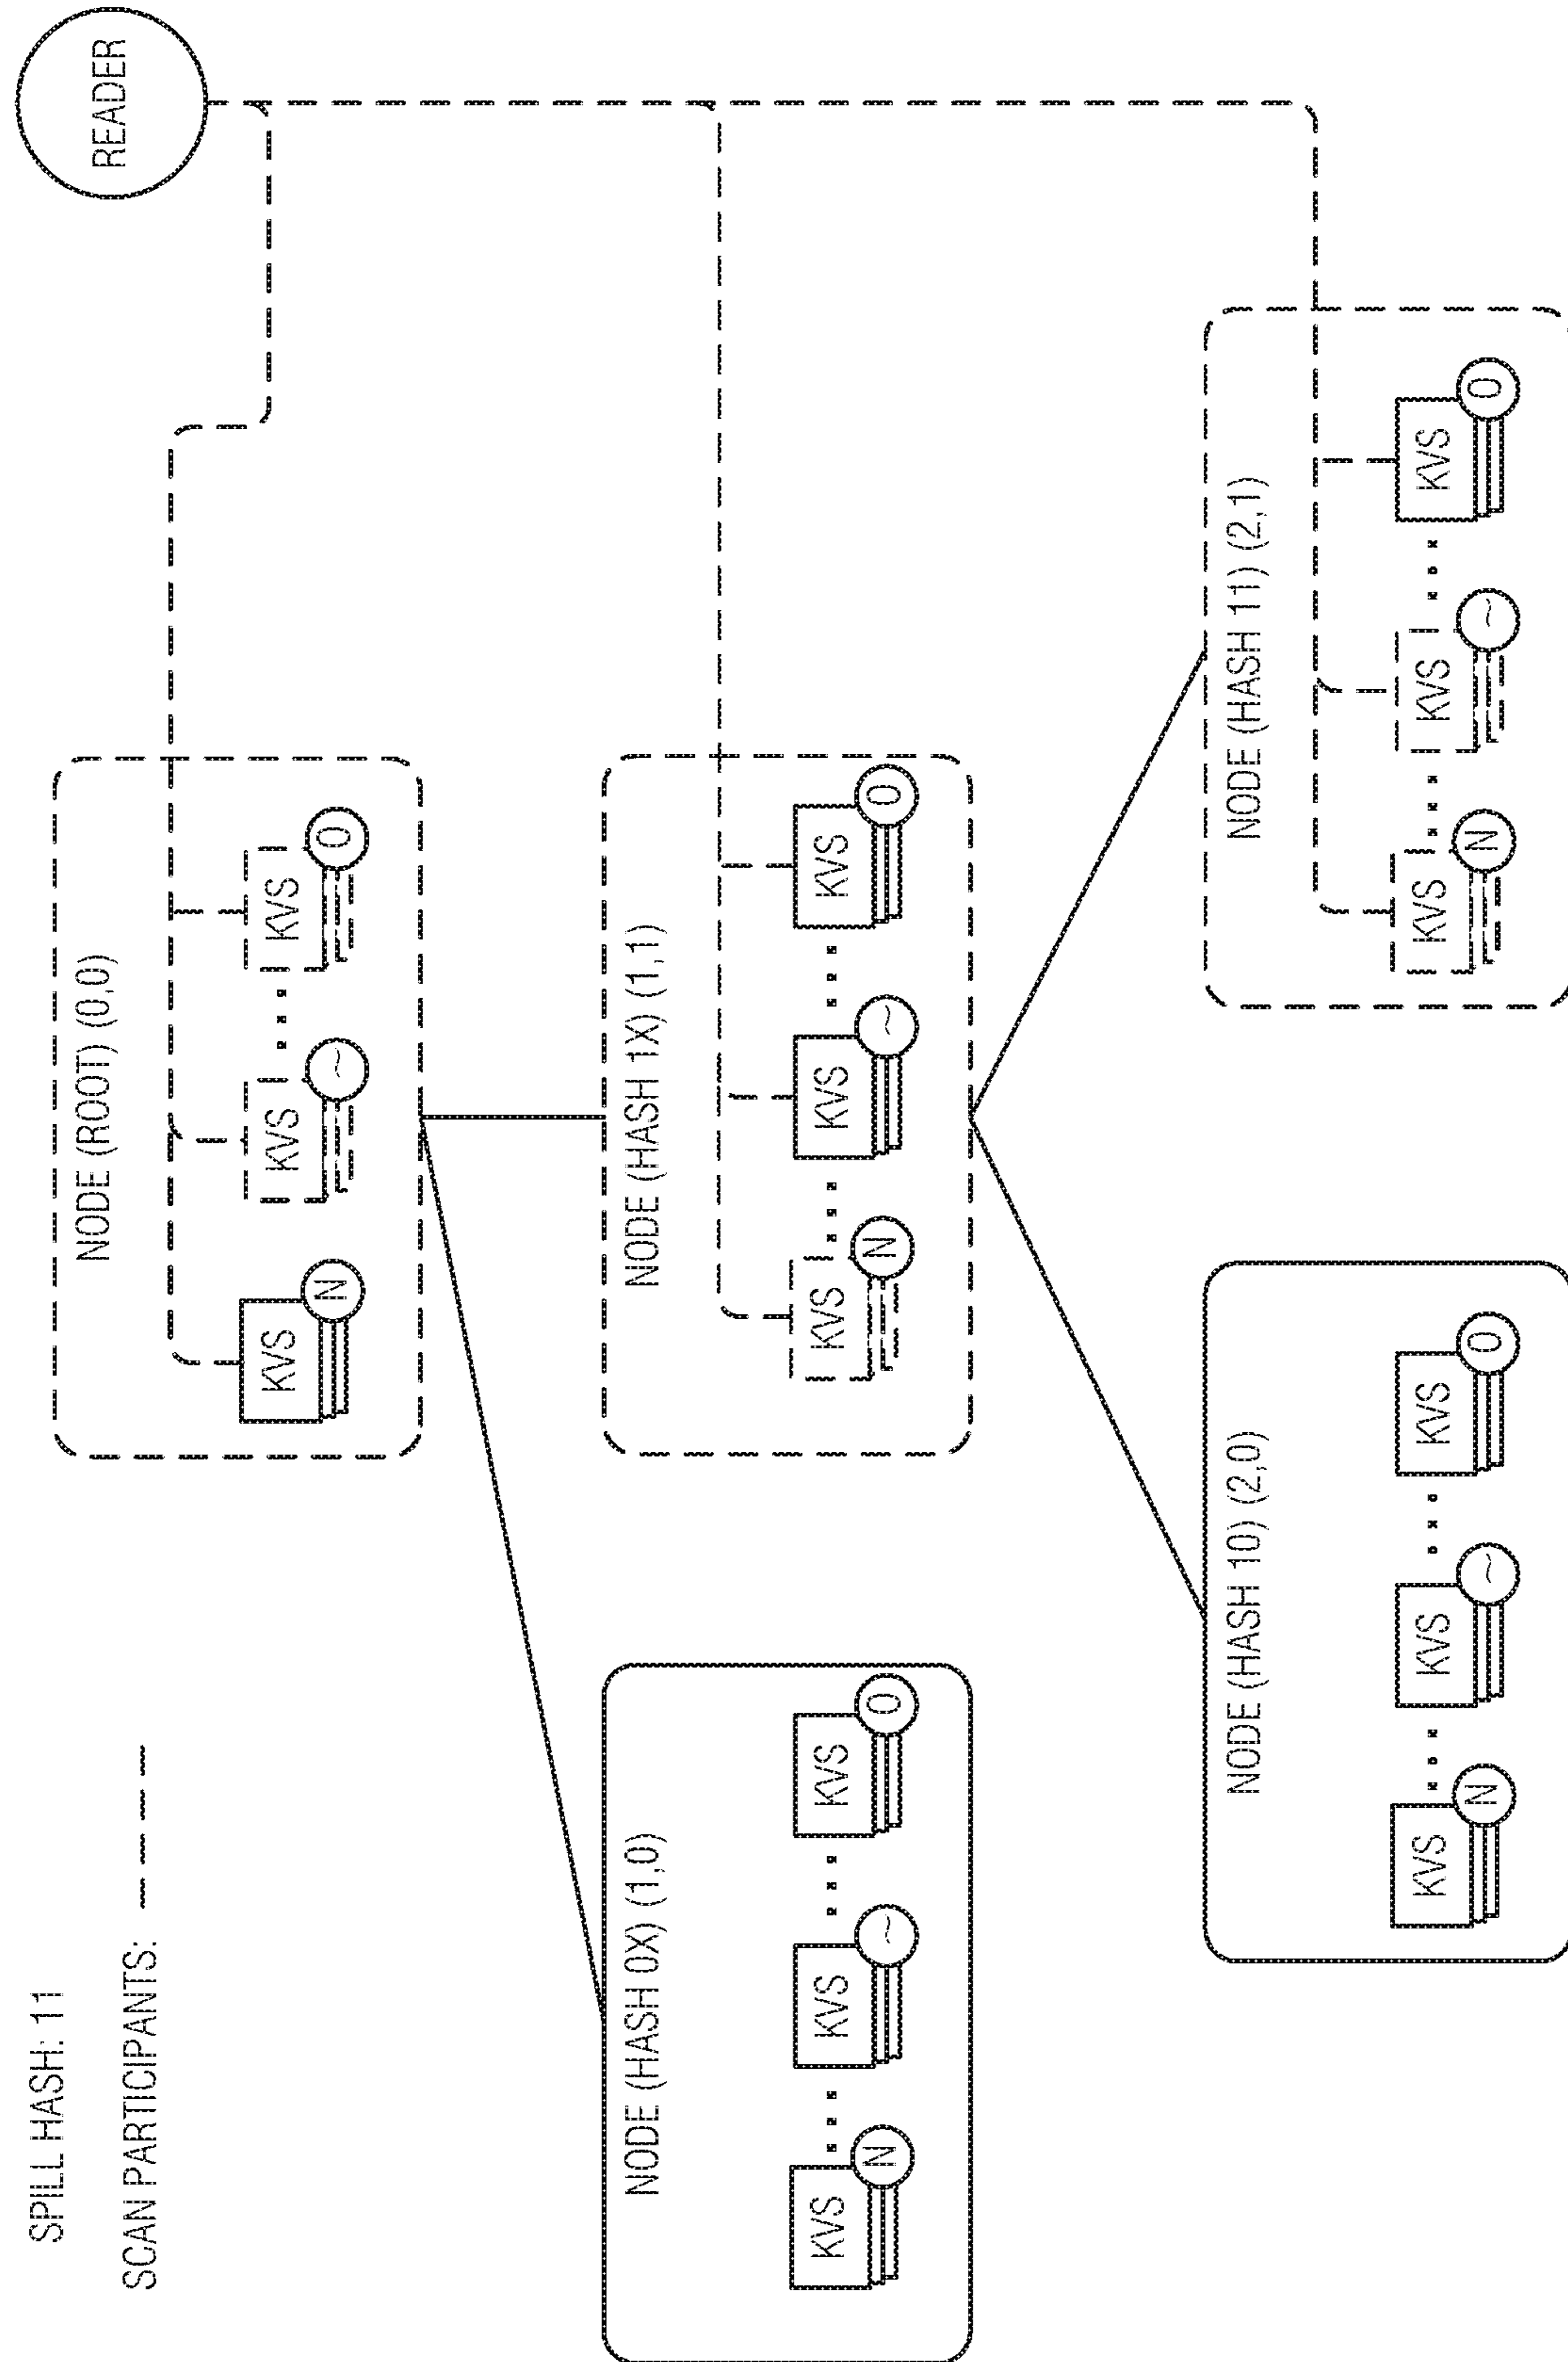 SPILL HASH: 11
SCAN PARTICIPANTS:
READER
NODE (ROOT) (0,0)
KVS KVS ... KVS
N ~ 0
NODE (HASH 0X) (1,0)
KVS ... KVS ... KVS
N ~ 0
NODE (HASH 1X) (1,1)
KVS ... KVS ... KVS
N ~ 0
NODE (HASH 10) (2,0)
KVS ... KVS ... KVS
N ~ 0
NODE (HASH 11) (2,1)
KVS ... KVS ... KVS
N ~ 0